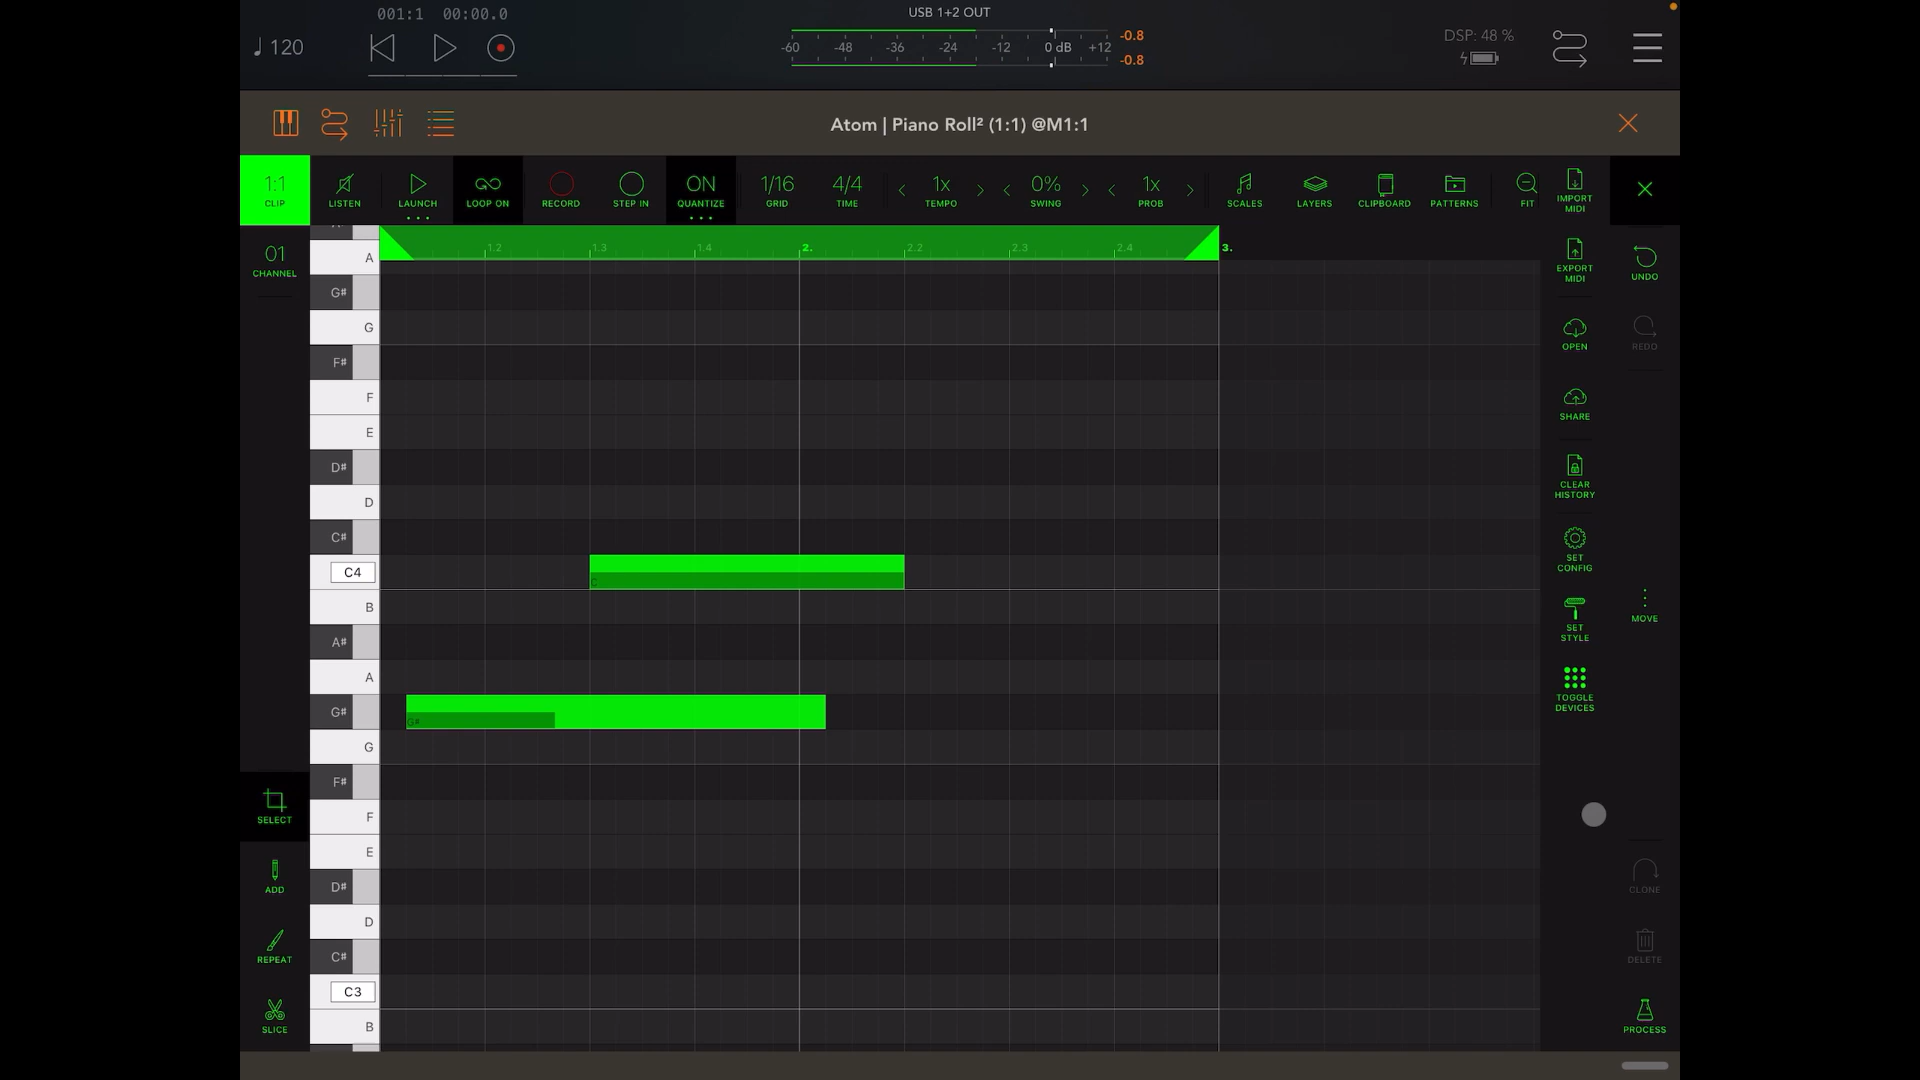 001:1 00:00.0
USB 1+2 OUT
120
-60 -48 -36 -24 -12 0 dB +12
-0.8
-0.8
DSP: 48 %
Atom | Piano Roll² (1:1) @M1:1
1:1
CLIP
LISTEN
LAUNCH
LOOP ON
RECORD
STEP IN
ON
QUANTIZE
1/16
GRID
4/4
TIME
1x
TEMPO
0%
SWING
1x
PROB
SCALES
LAYERS
CLIPBOARD
PATTERNS
FIT
IMPORT
MIDI
01
CHANNEL
1.2 1.3 1.4 2. 2.2 2.3 2.4 3.
A
G#
G
F#
F
E
D#
D
C#
C4
C
B
A#
A
G#
G#
G
F#
F
E
D#
D
C#
C3
B
SELECT
ADD
REPEAT
SLICE
EXPORT
MIDI
OPEN
SHARE
CLEAR
HISTORY
SET
CONFIG
SET
STYLE
TOGGLE
DEVICES
UNDO
REDO
MOVE
CLONE
DELETE
PROCESS